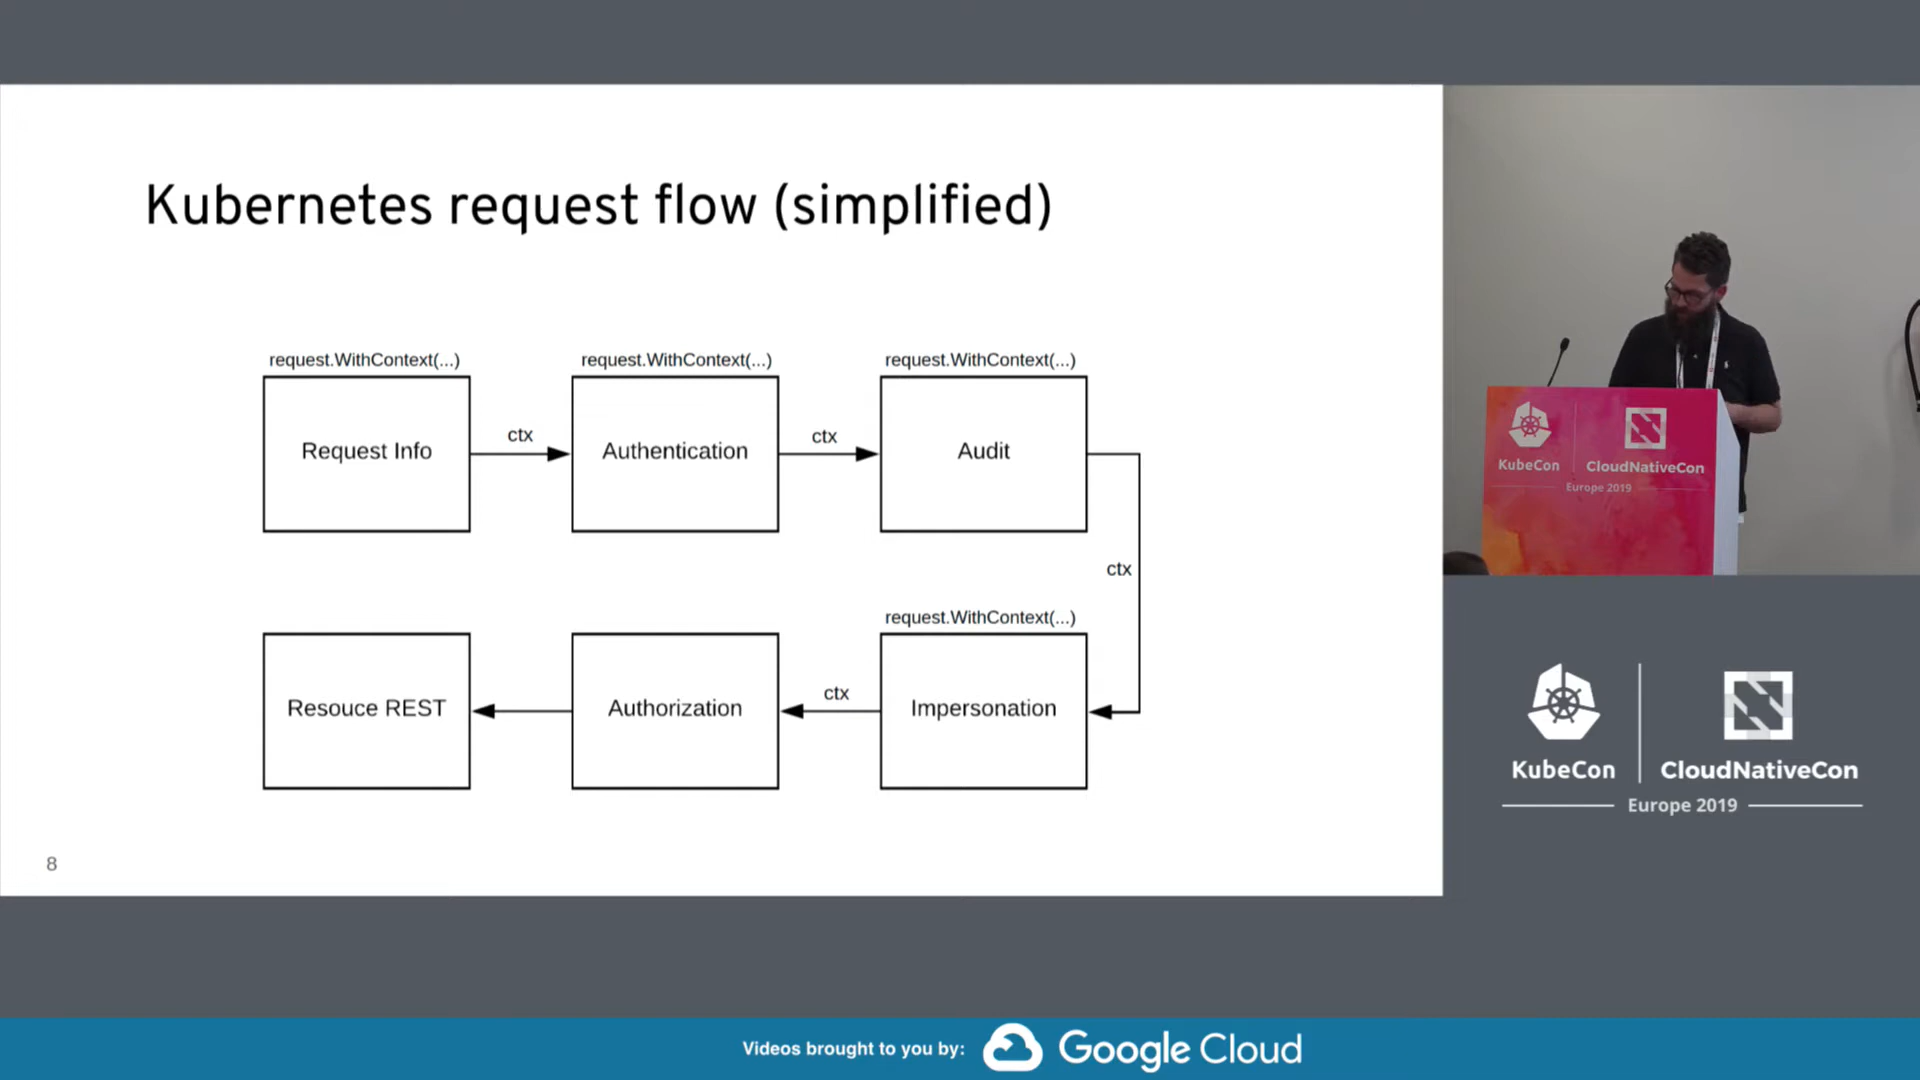 Kubernetes request flow (simplified)
request.WithContext(...)
request.WithContext(...)
request.WithContext(...)
Request Info
ctx
Authentication
ctx
Audit
ctx
request.WithContext(...)
Resouce REST
Authorization
ctx
Impersonation
8
KubeCon
CloudNativeCon
Europe 2019
KubeCon
CloudNativeCon
Europe 2019
Videos brought to you by:
Google Cloud